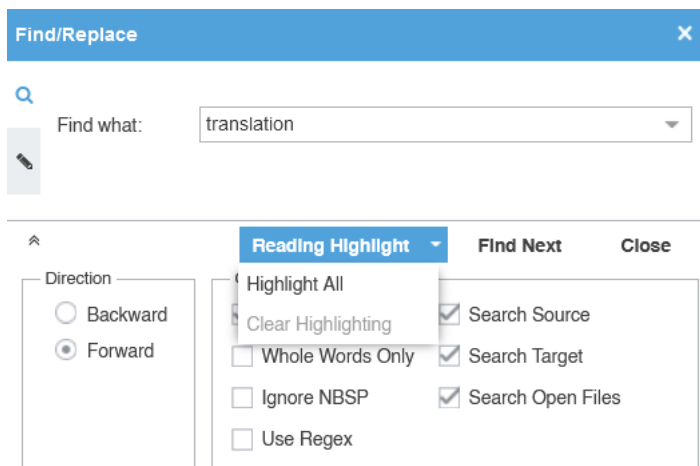 Find/Replace
Find what:
translation
Reading Highlight
Find Next
Close
Highlight All
Clear Highlighting
Direction
Backward
Forward
Search Source
Whole Words Only
Search Target
Ignore NBSP
Search Open Files
Use Regex